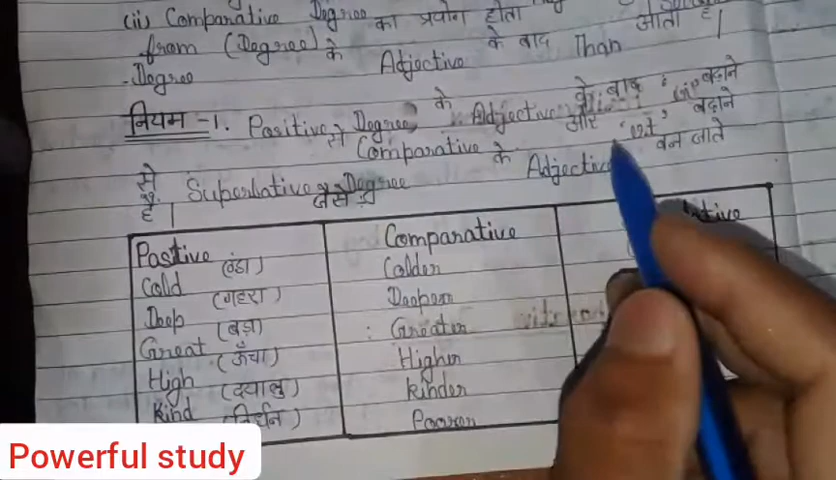 (ii) Comparative Degree का प्रयोग होता
from (Degree) के Adjective के बाद Than आता है।
Degree
नियम -1. Positive Degree के Adjective के बाद 'er' बढ़ाने
से Comparative के और 'est' बढ़ाने
से Superlative Degree Adjective बन जाते
है। जैसे
Positive Comparative
Cold (ठंडा) Colder
Deep (गहरा) Deeper
Great (बड़ा) Greater
High (ऊँचा) Higher
Kind (दयालु) Kinder
(निर्धन) Poorer
Powerful study